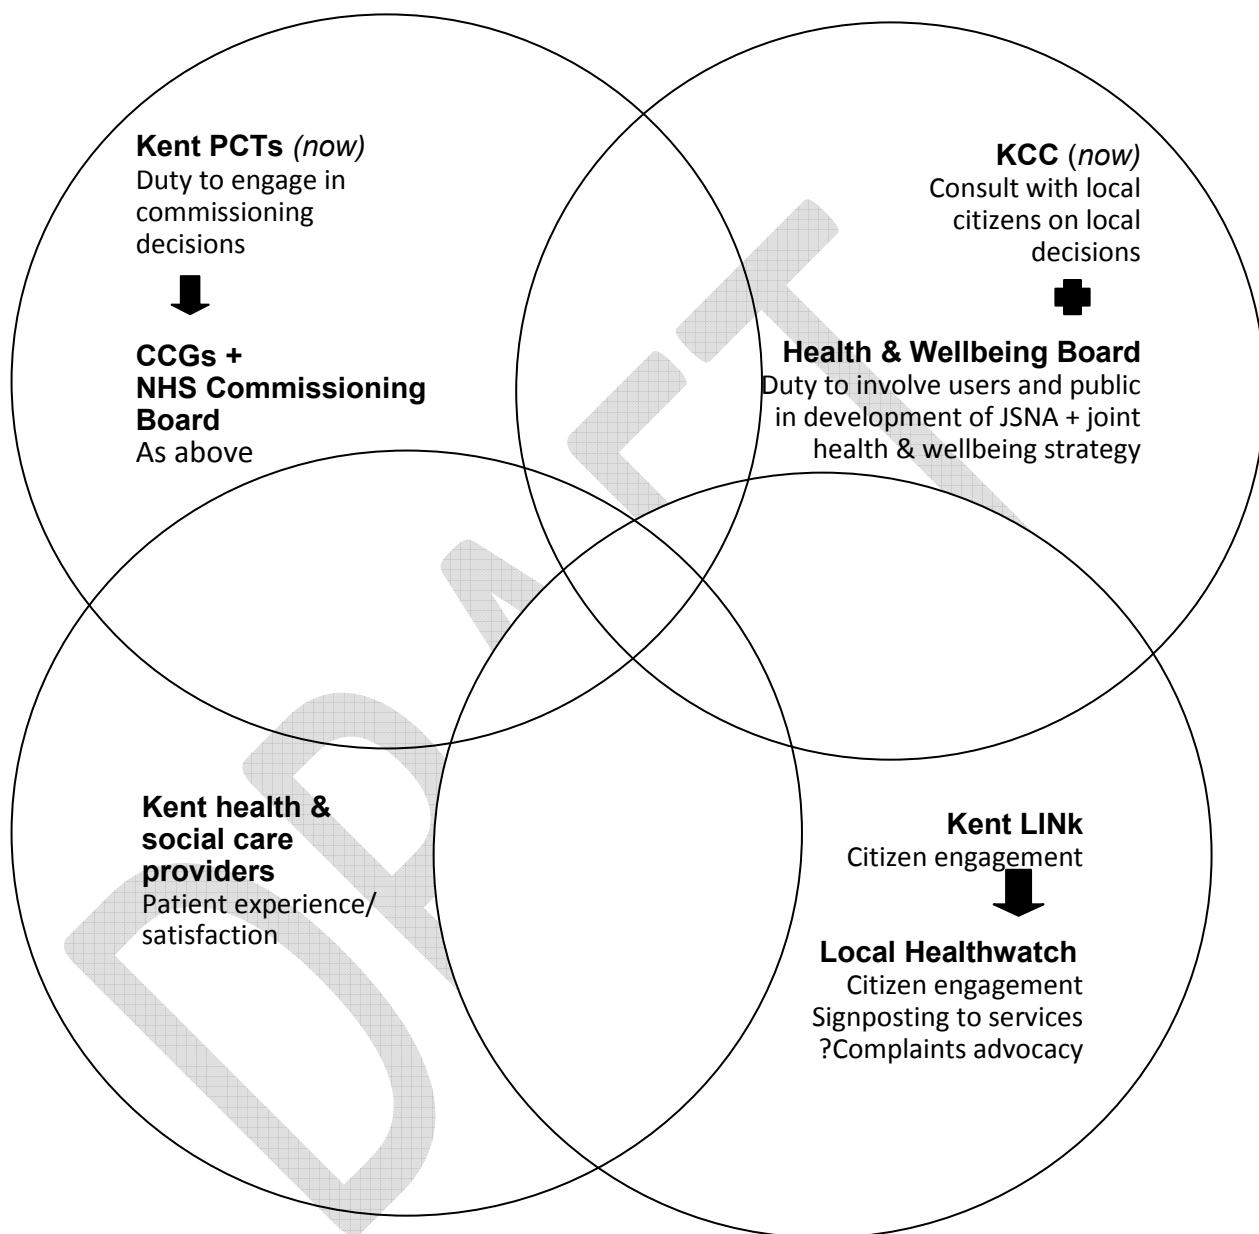 Kent PCTs (now)
Duty to engage in
commissioning
decisions
CCGs +
NHS Commissioning
Board
As above
KCC (now)
Consult with local
citizens on local
decisions
Health & Wellbeing Board
Duty to involve users and public
in development of JSNA + joint
health & wellbeing strategy
Kent health &
social care
providers
Patient experience/
satisfaction
Kent LINk
Citizen engagement
Local Healthwatch
Citizen engagement
Signposting to services
?Complaints advocacy
DRAFT